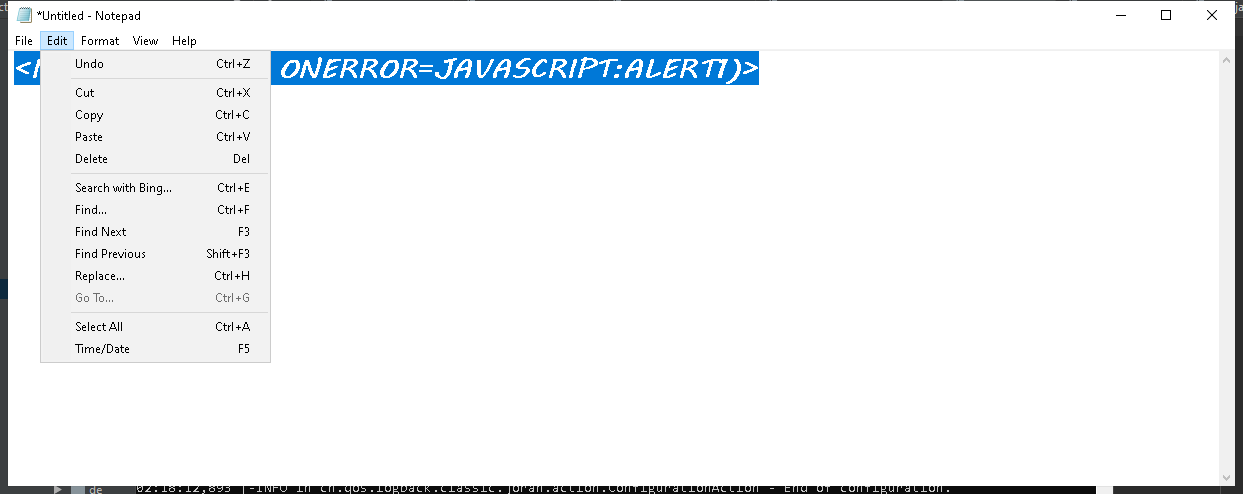 *Untitled - Notepad
File Edit Format View Help
ONERROR=JAVASCRIPT:ALERT1)>
Undo Ctrl+Z
Cut Ctrl+X
Copy Ctrl+C
Paste Ctrl+V
Delete Del
Search with Bing... Ctrl+E
Find... Ctrl+F
Find Next F3
Find Previous Shift+F3
Replace... Ctrl+H
Go To... Ctrl+G
Select All Ctrl+A
Time/Date F5
de 02:18:12,893 |-INFO in ch.qos.logback.classic.joran.action.ConfigurationAction - End of configuration.